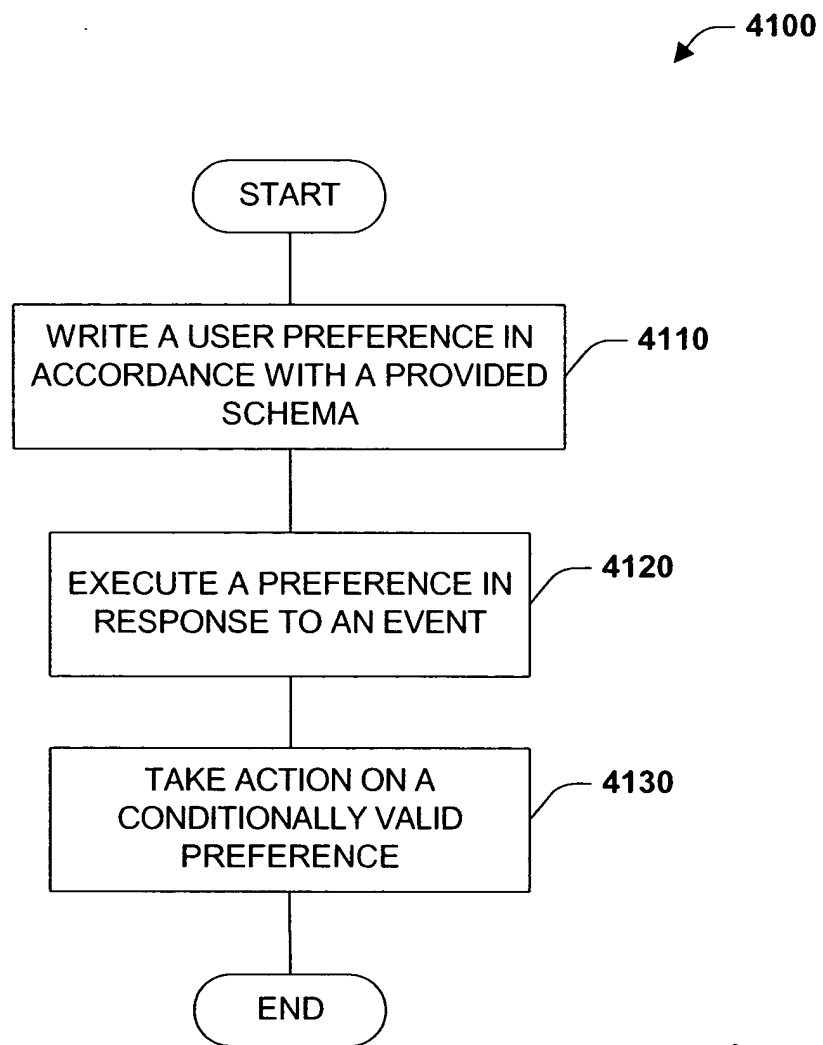 4100
START
WRITE A USER PREFERENCE IN
ACCORDANCE WITH A PROVIDED
SCHEMA
4110
EXECUTE A PREFERENCE IN
RESPONSE TO AN EVENT
4120
TAKE ACTION ON A
CONDITIONALLY VALID
PREFERENCE
4130
END